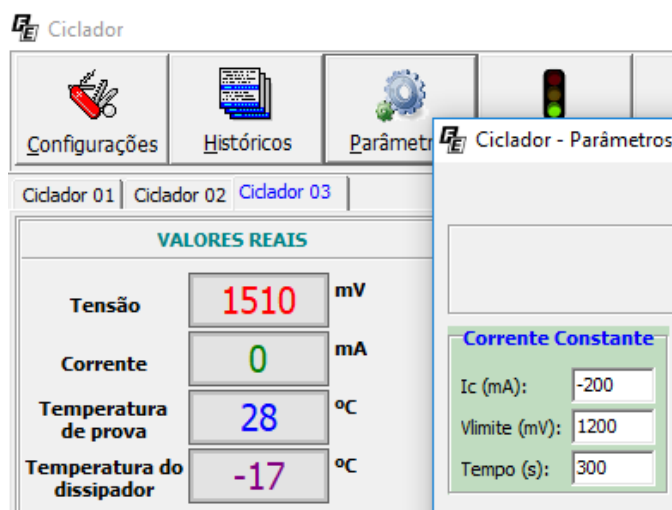 Ciclador
Configurações
Históricos
Parâmetr
Ciclador - Parâmetros
Ciclador 01
Ciclador 02
Ciclador 03
VALORES REAIS
Tensão
1510
mV
Corrente
0
mA
Temperatura
de prova
28
ºC
Temperatura do
dissipador
-17
ºC
Corrente Constante
Ic (mA):
-200
Vlimite (mV):
1200
Tempo (s):
300